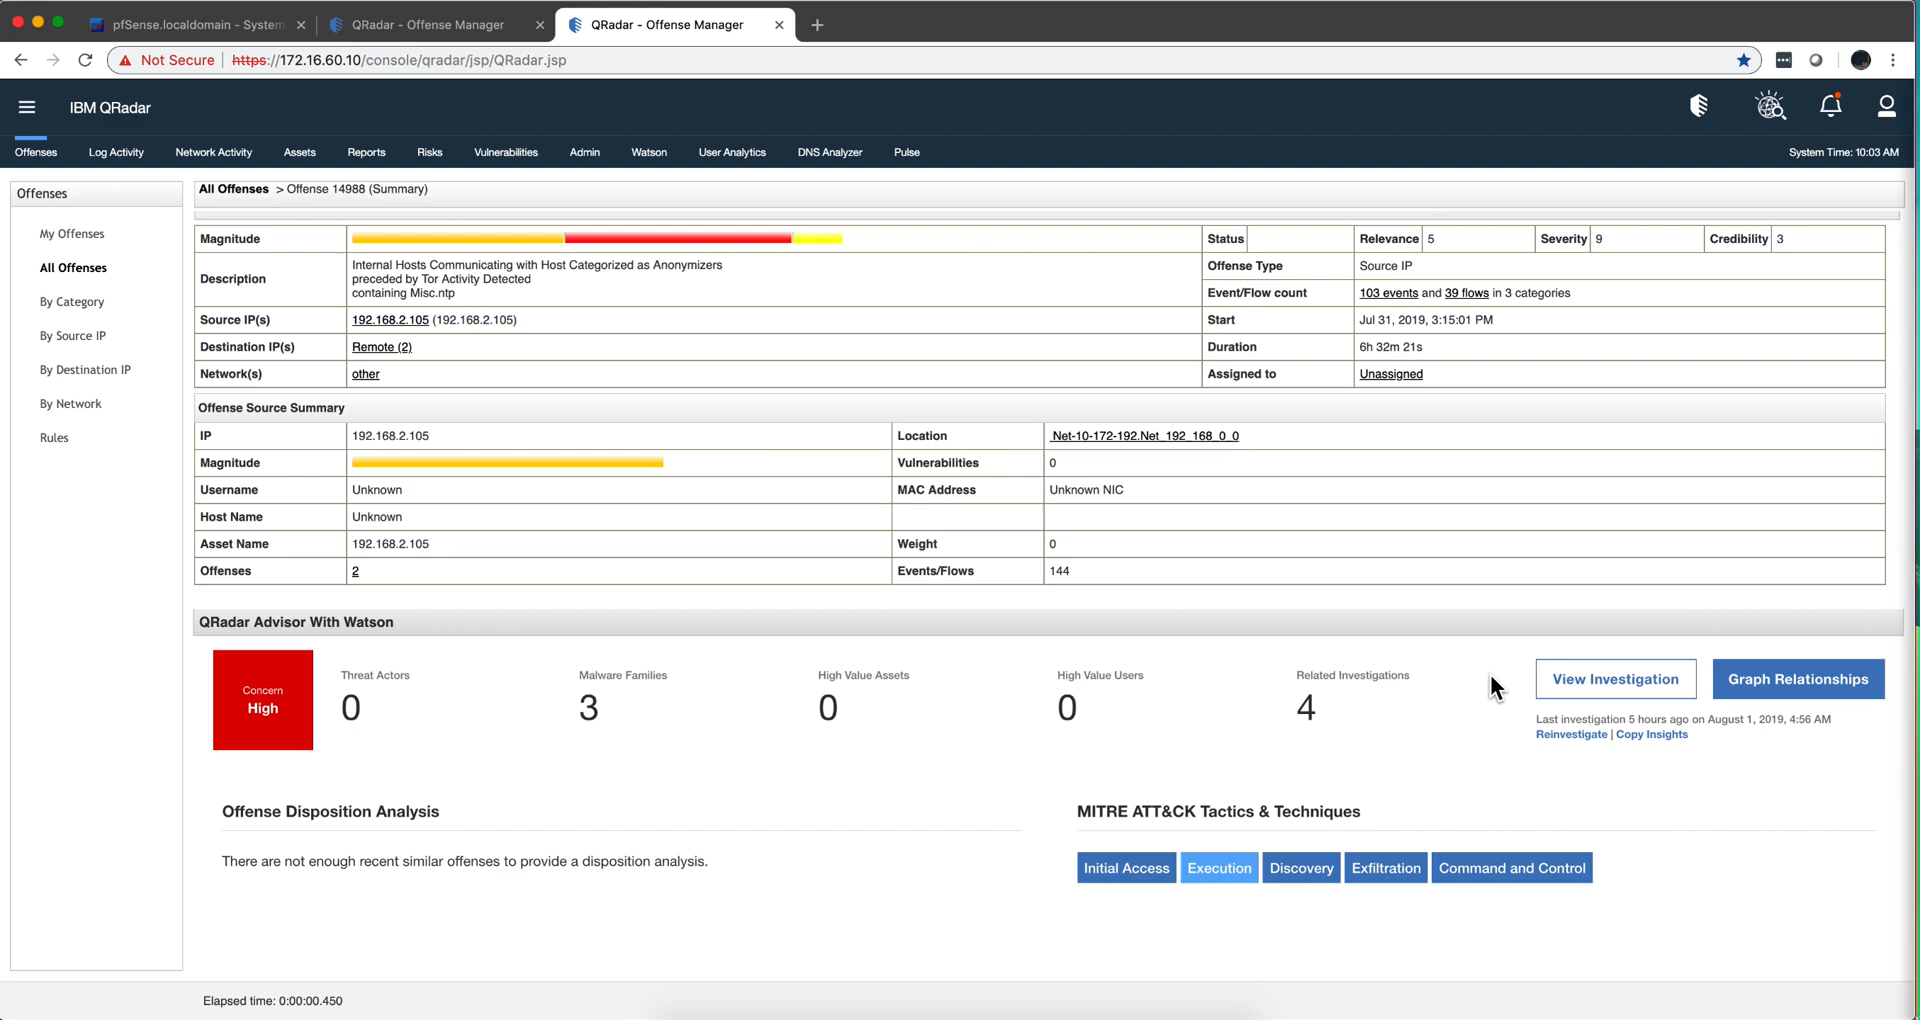 pfSense.localdomain - System
QRadar - Offense Manager
QRadar - Offense Manager
Not Secure | https://172.16.60.10/console/qradar/jsp/QRadar.jsp
IBM QRadar
Offenses Log Activity Network Activity Assets Reports Risks Vulnerabilities Admin Watson User Analytics DNS Analyzer Pulse System Time: 10:03 AM
Offenses
My Offenses
All Offenses
By Category
By Source IP
By Destination IP
By Network
Rules
All Offenses > Offense 14988 (Summary)
Magnitude Status Relevance 5 Severity 9 Credibility 3
Description
Internal Hosts Communicating with Host Categorized as Anonymizers
preceded by Tor Activity Detected
containing Misc.ntp
Offense Type Source IP
Event/Flow count 103 events and 39 flows in 3 categories
Source IP(s) 192.168.2.105 (192.168.2.105) Start Jul 31, 2019, 3:15:01 PM
Destination IP(s) Remote (2) Duration 6h 32m 21s
Network(s) other Assigned to Unassigned
Offense Source Summary
IP 192.168.2.105 Location Net-10-172-192.Net_192_168_0_0
Magnitude Vulnerabilities 0
Username Unknown MAC Address Unknown NIC
Host Name Unknown
Asset Name 192.168.2.105 Weight 0
Offenses 2 Events/Flows 144
QRadar Advisor With Watson
Concern
High
Threat Actors
0
Malware Families
3
High Value Assets
0
High Value Users
0
Related Investigations
4
View Investigation
Graph Relationships
Last investigation 5 hours ago on August 1, 2019, 4:56 AM
Reinvestigate | Copy Insights
Offense Disposition Analysis
There are not enough recent similar offenses to provide a disposition analysis.
MITRE ATT&CK Tactics & Techniques
Initial Access Execution Discovery Exfiltration Command and Control
Elapsed time: 0:00:00.450